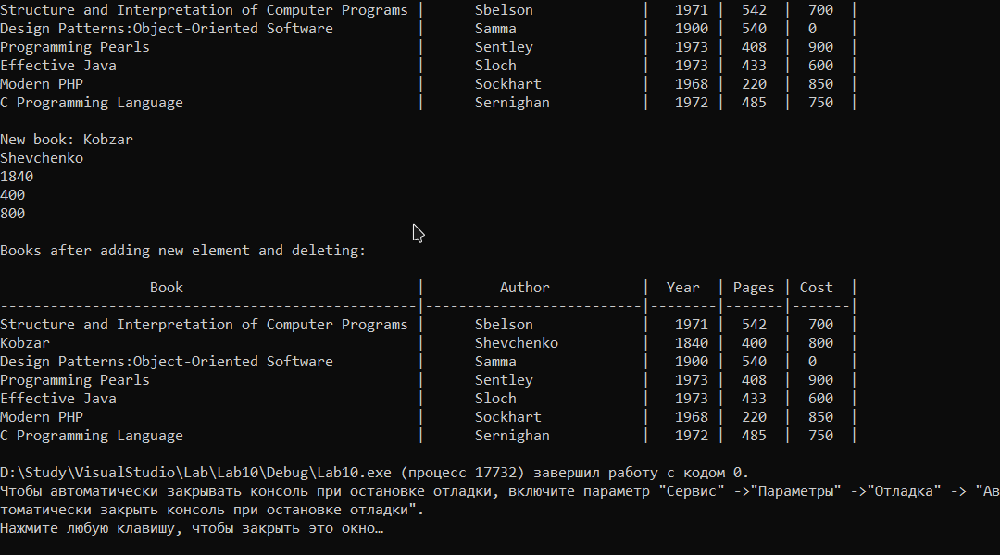 Structure and Interpretation of Computer Programs | Sbelson | 1971 | 542 | 700 |
Design Patterns:Object-Oriented Software | Samma | 1900 | 540 | 0 |
Programming Pearls | Sentley | 1973 | 408 | 900 |
Effective Java | Sloch | 1973 | 433 | 600 |
Modern PHP | Sockhart | 1968 | 220 | 850 |
C Programming Language | Sernighan | 1972 | 485 | 750 |
New book: Kobzar
Shevchenko
1840
400
800
Books after adding new element and deleting:
Book | Author | Year | Pages | Cost |
--------------------------------------------------|--------------------------|--------|-------|-------|
Structure and Interpretation of Computer Programs | Sbelson | 1971 | 542 | 700 |
Kobzar | Shevchenko | 1840 | 400 | 800 |
Design Patterns:Object-Oriented Software | Samma | 1900 | 540 | 0 |
Programming Pearls | Sentley | 1973 | 408 | 900 |
Effective Java | Sloch | 1973 | 433 | 600 |
Modern PHP | Sockhart | 1968 | 220 | 850 |
C Programming Language | Sernighan | 1972 | 485 | 750 |
D:\Study\VisualStudio\Lab\Lab10\Debug\Lab10.exe (процесс 17732) завершил работу с кодом 0.
Чтобы автоматически закрывать консоль при остановке отладки, включите параметр "Сервис" ->"Параметры" ->"Отладка" -> "Ав
томатически закрыть консоль при остановке отладки".
Нажмите любую клавишу, чтобы закрыть это окно…